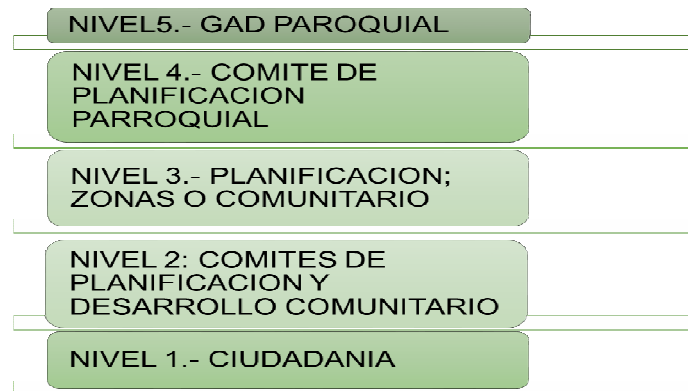 NIVEL5.- GAD PAROQUIAL
NIVEL 4.- COMITE DE
PLANIFICACION
PARROQUIAL
NIVEL 3.- PLANIFICACION;
ZONAS O COMUNITARIO
NIVEL 2: COMITES DE
PLANIFICACION Y
DESARROLLO COMUNITARIO
NIVEL 1.- CIUDADANIA